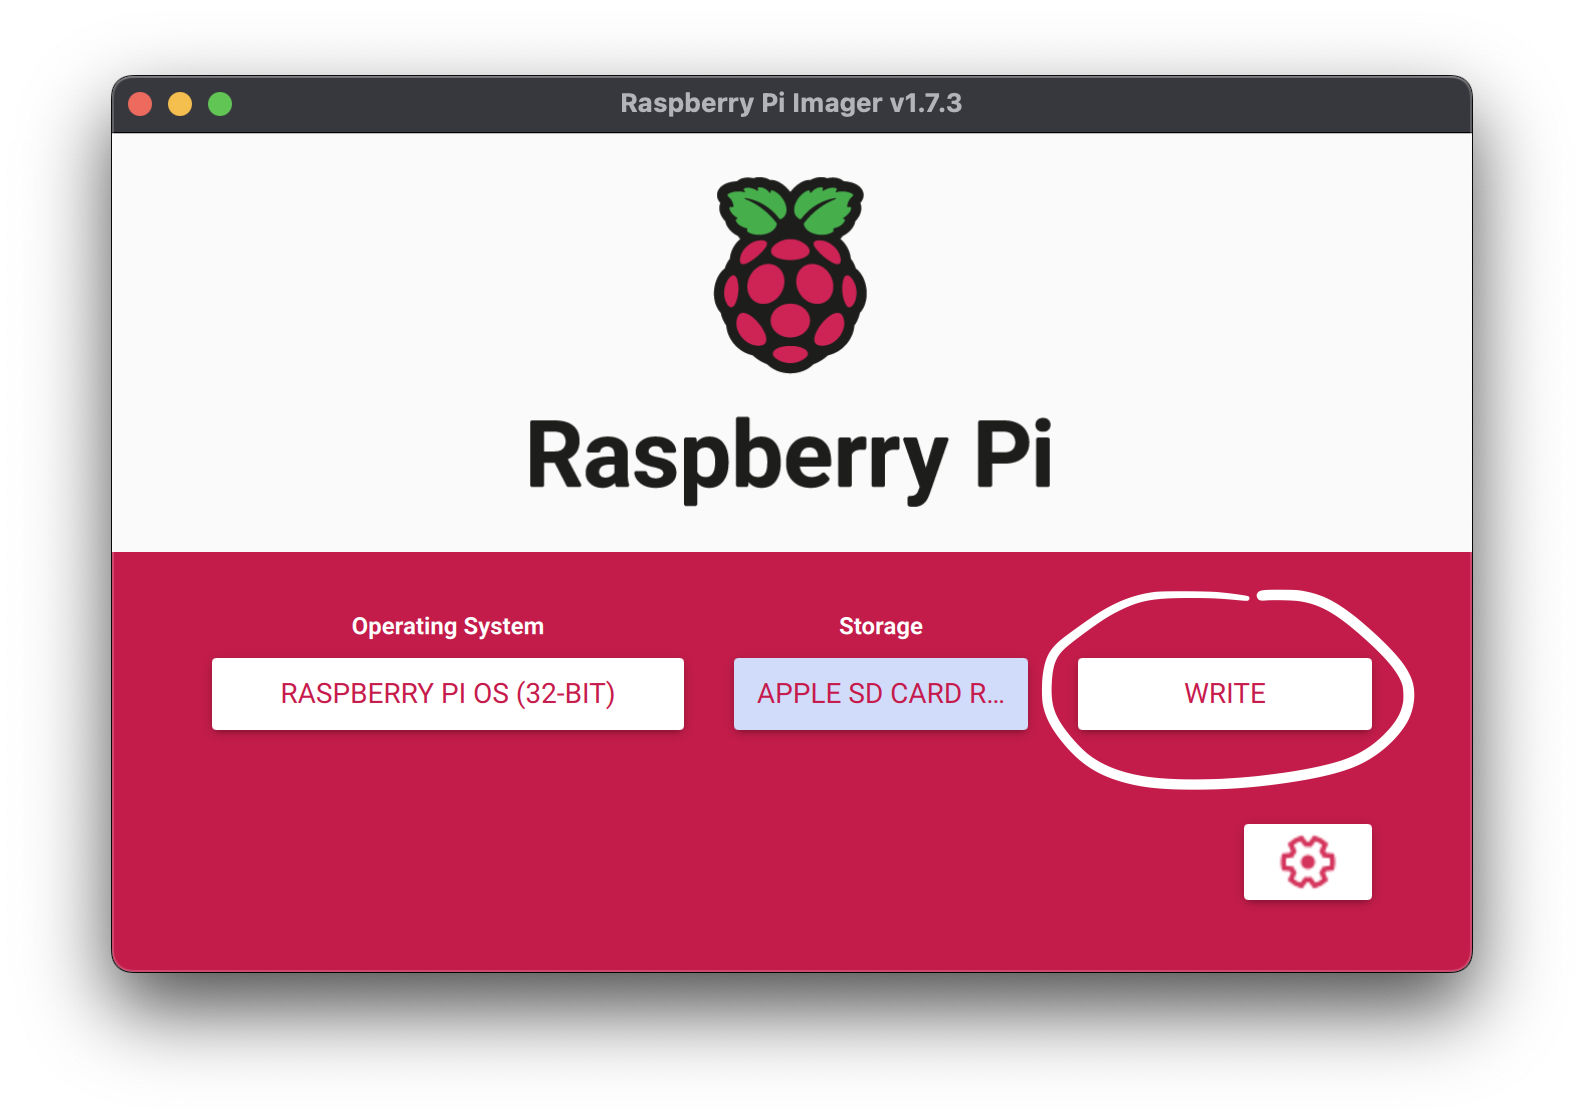 Raspberry Pi Imager v1.7.3
Raspberry Pi
Operating System
Storage
RASPBERRY PI OS (32-BIT)
APPLE SD CARD R...
WRITE